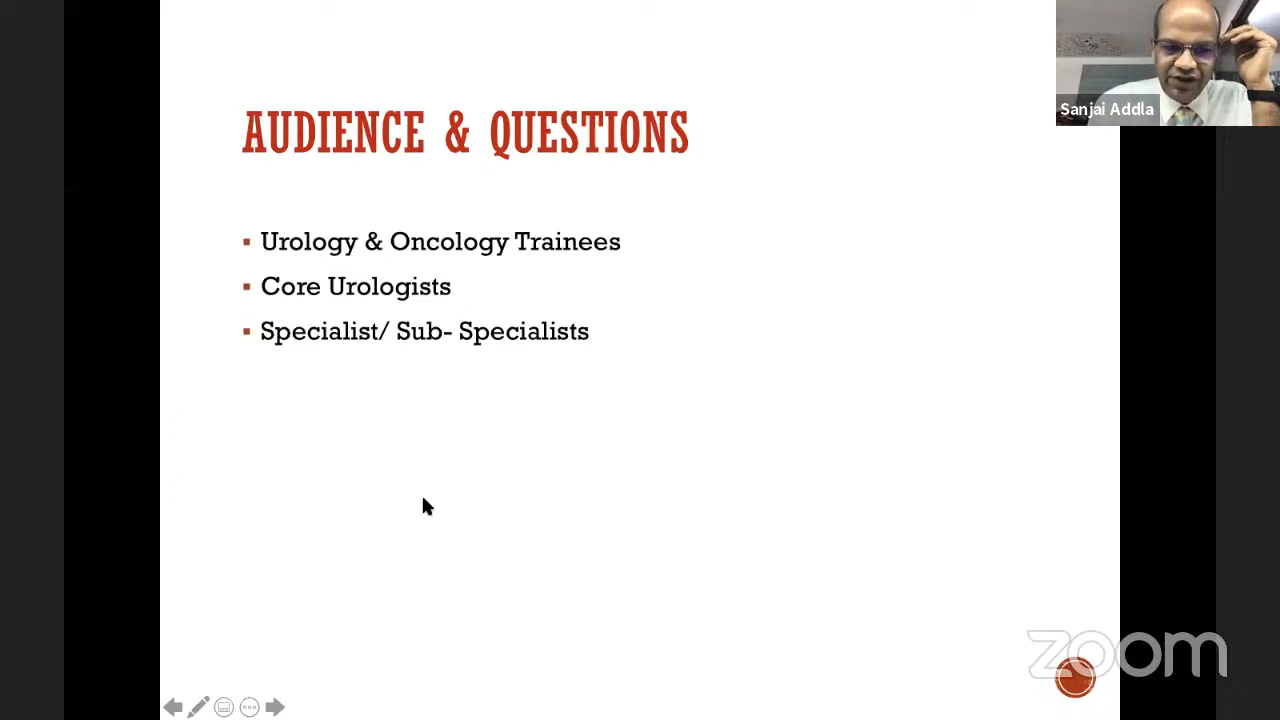 Sanjai Addla
AUDIENCE & QUESTIONS
Urology & Oncology Trainees
Core Urologists
Specialist/ Sub- Specialists
zoom